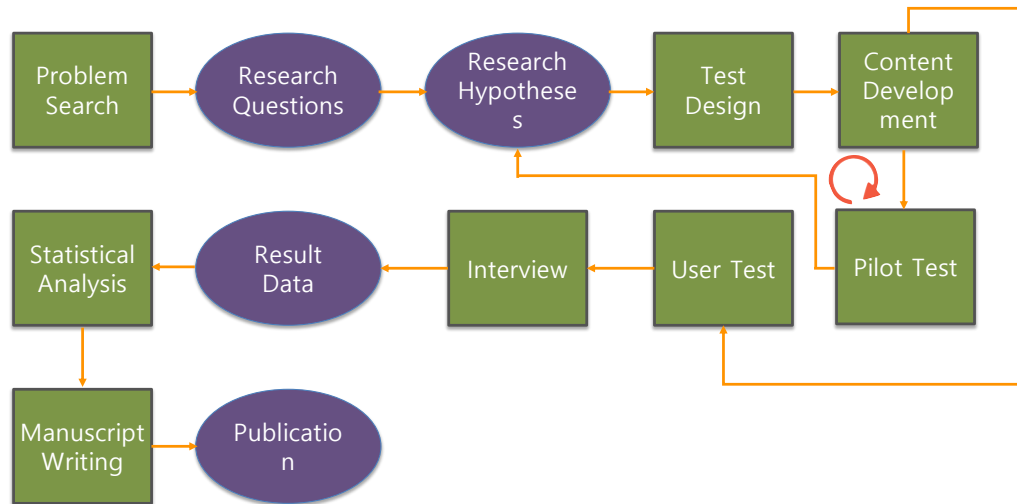 Problem
Search
Research
Questions
Research
Hypothese
s
Test
Design
Content
Develop
ment
Statistical
Analysis
Result
Data
Interview
User Test
Pilot Test
Manuscript
Writing
Publicatio
n